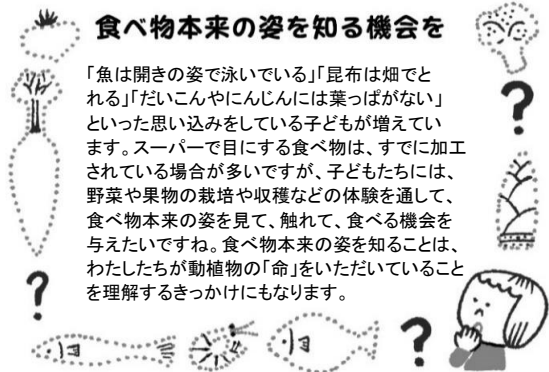 食べ物本来の姿を知る機会を
「魚は開きの姿で泳いでいる」「昆布は畑でと
れる」「だいこんやにんじんには葉っぱがない」
といった思い込みをしている子どもが増えてい
ます。スーパーで目にする食べ物は、すでに加工
されている場合が多いですが、子どもたちには、
野菜や果物の栽培や収穫などの体験を通して、
食べ物本来の姿を見て、触れて、食べる機会を
与えたいですね。食べ物本来の姿を知ることは、
わたしたちが動植物の「命」をいただいていること
を理解するきっかけにもなります。
?
?
?